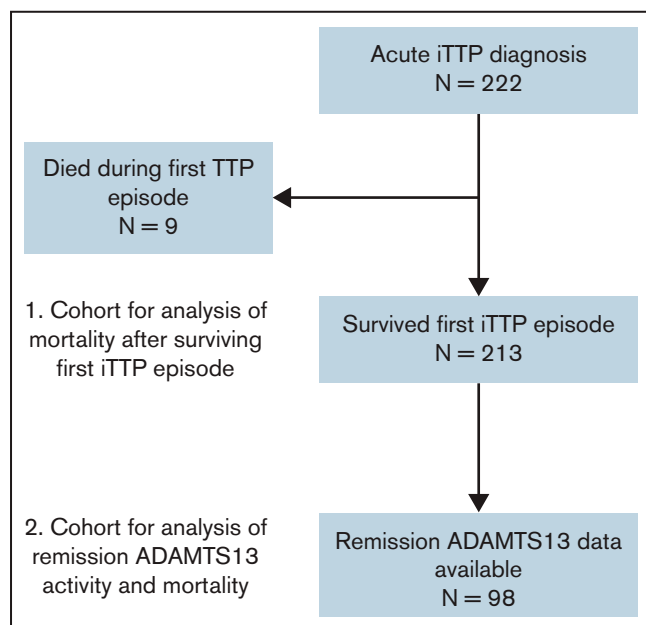 Acute iTTP diagnosis
N = 222
Died during first TTP
episode
N = 9
1. Cohort for analysis of
mortality after surviving
first iTTP episode
Survived first iTTP episode
N = 213
2. Cohort for analysis of
remission ADAMTS13
activity and mortality
Remission ADAMTS13 data
available
N = 98